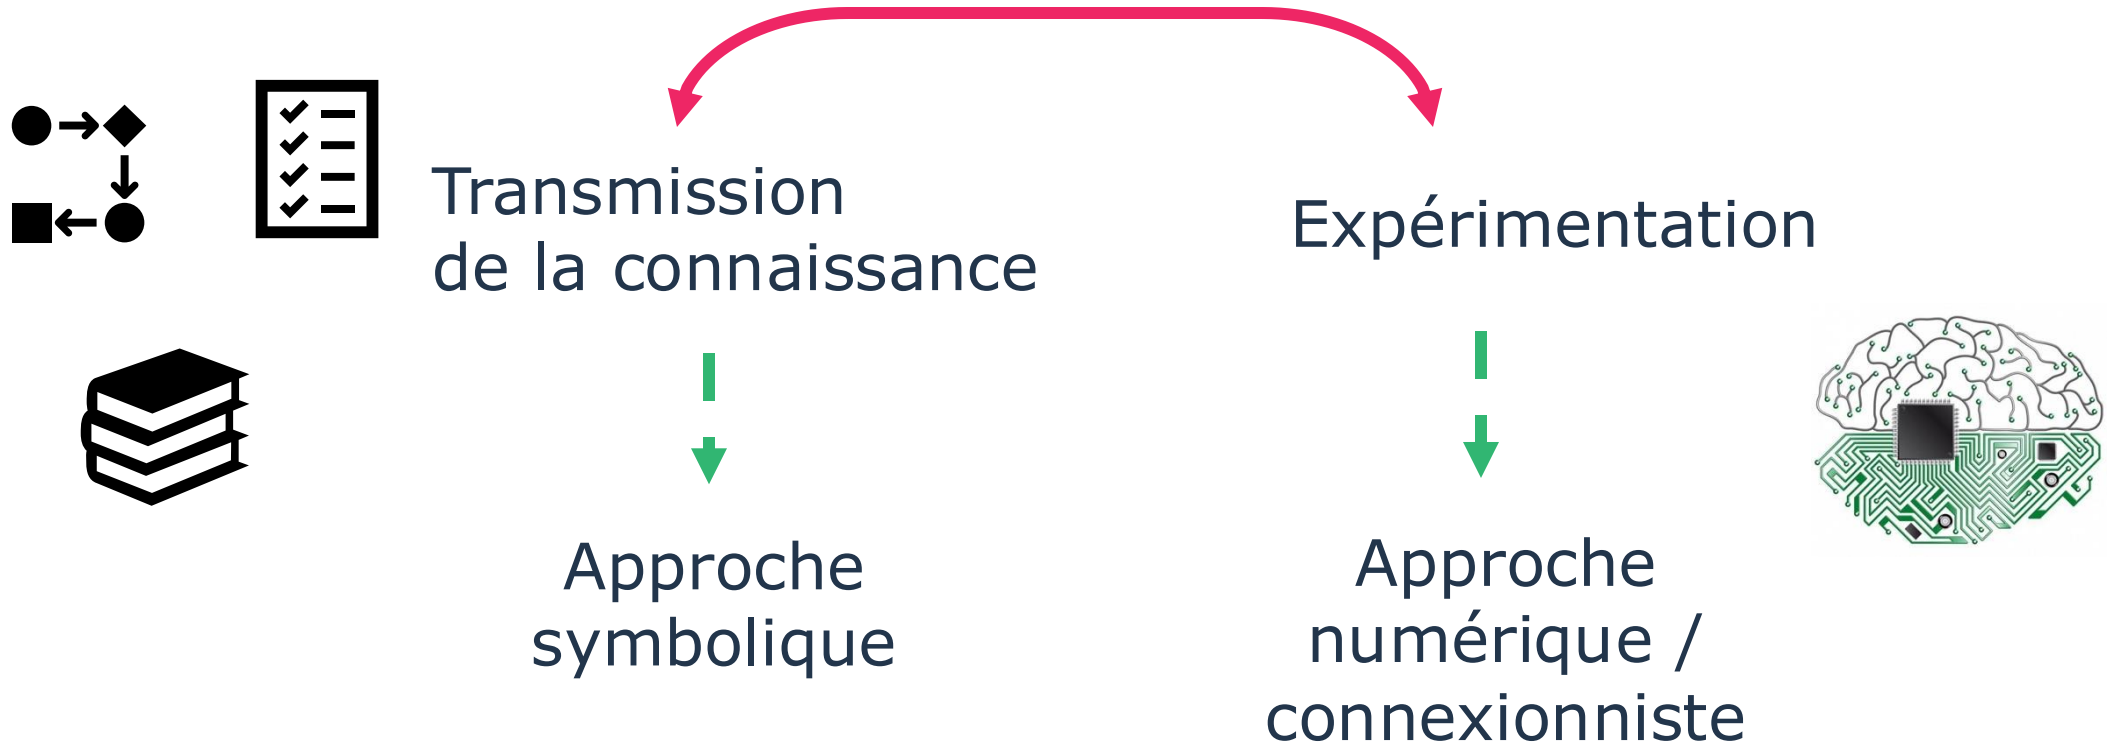 Transmission
de la connaissance
Expérimentation
Approche
symbolique
Approche
numérique /
connexionniste